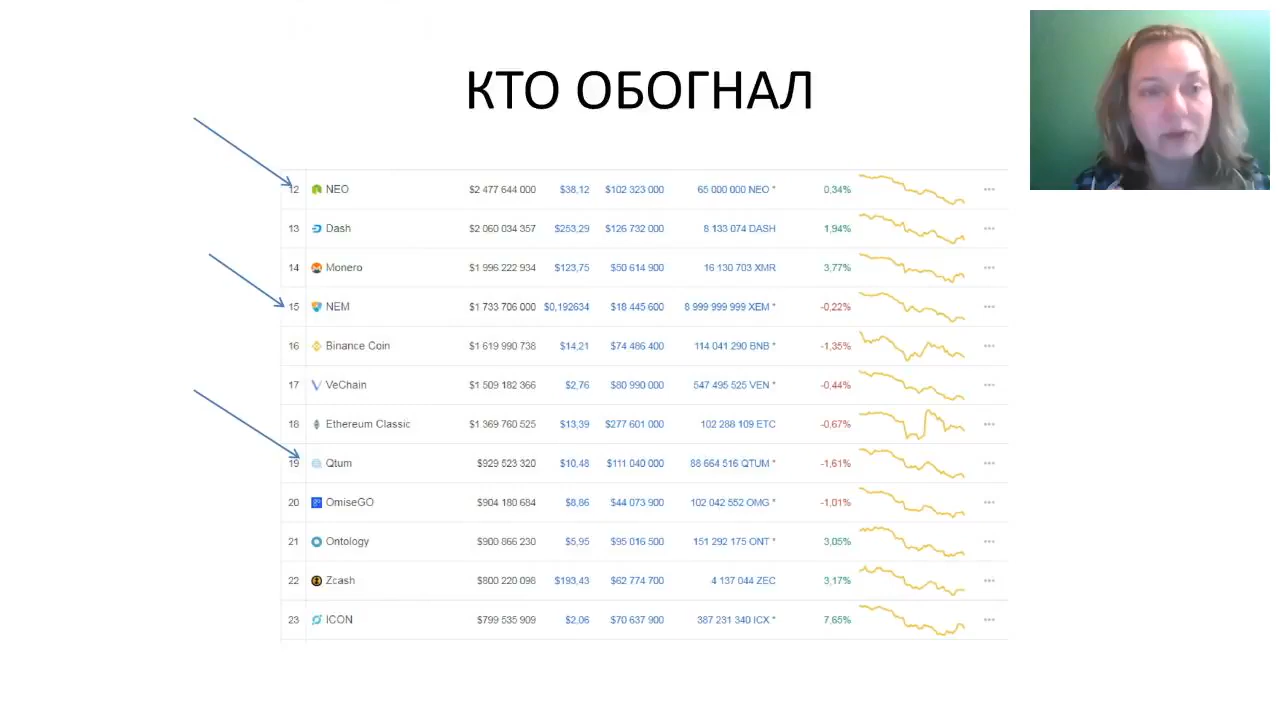 КТО ОБОГНАЛ
12 NEO $2 477 644 000 $38,12 $102 323 000 65 000 000 NEO * 0,34% ...
13 Dash $2 060 034 357 $253,29 $126 732 000 8 133 074 DASH 1,94% ...
14 Monero $1 996 222 934 $123,75 $50 614 900 16 130 703 XMR 3,77% ...
15 NEM $1 733 706 000 $0,192634 $18 445 600 8 999 999 999 XEM * -0,22% ...
16 Binance Coin $1 619 990 738 $14,21 $74 486 400 114 041 290 BNB * -1,35% ...
17 VeChain $1 509 182 366 $2,76 $80 990 000 547 495 525 VEN * -0,44% ...
18 Ethereum Classic $1 369 760 525 $13,39 $277 601 000 102 288 109 ETC -0,67% ...
19 Qtum $929 523 320 $10,48 $111 040 000 88 664 516 QTUM * -1,61% ...
20 OmiseGO $904 180 684 $8,86 $44 073 900 102 042 552 OMG * -1,01% ...
21 Ontology $900 866 230 $5,95 $95 016 500 151 292 175 ONT * 3,05% ...
22 Zcash $800 220 098 $193,43 $62 774 700 4 137 044 ZEC 3,17% ...
23 ICON $799 535 909 $2,06 $70 637 900 387 231 340 ICX * 7,65% ...